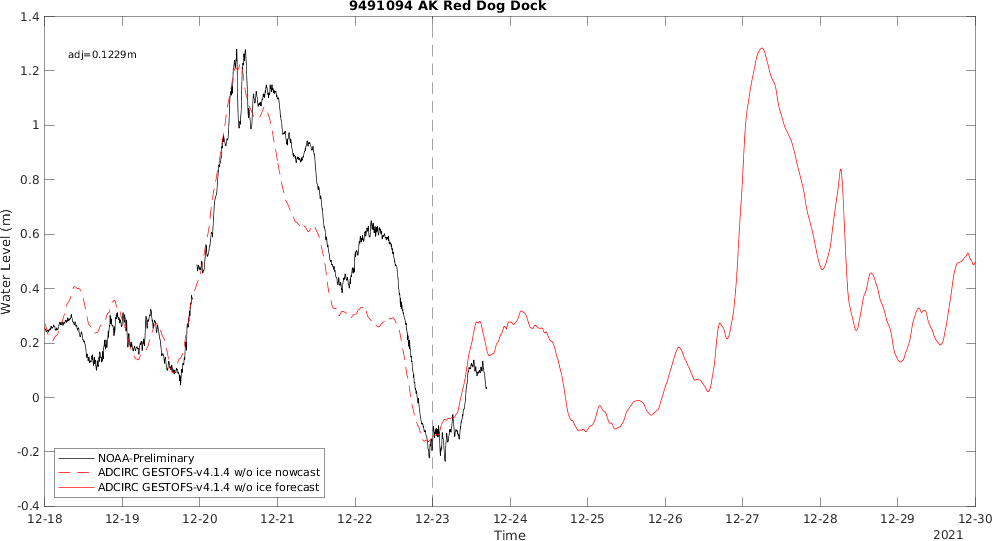 9491094 AK Red Dog Dock
1.4
adj=0.1229m
1.2
1
0.8
0.6
Water Level (m)
0.4
0.2
0
-0.2
-0.4
NOAA-Preliminary
ADCIRC GESTOFS-v4.1.4 w/o ice nowcast
ADCIRC GESTOFS-v4.1.4 w/o ice forecast
12-18 12-19 12-20 12-21 12-22 12-23 12-24 12-25 12-26 12-27 12-28 12-29 12-30
Time
2021